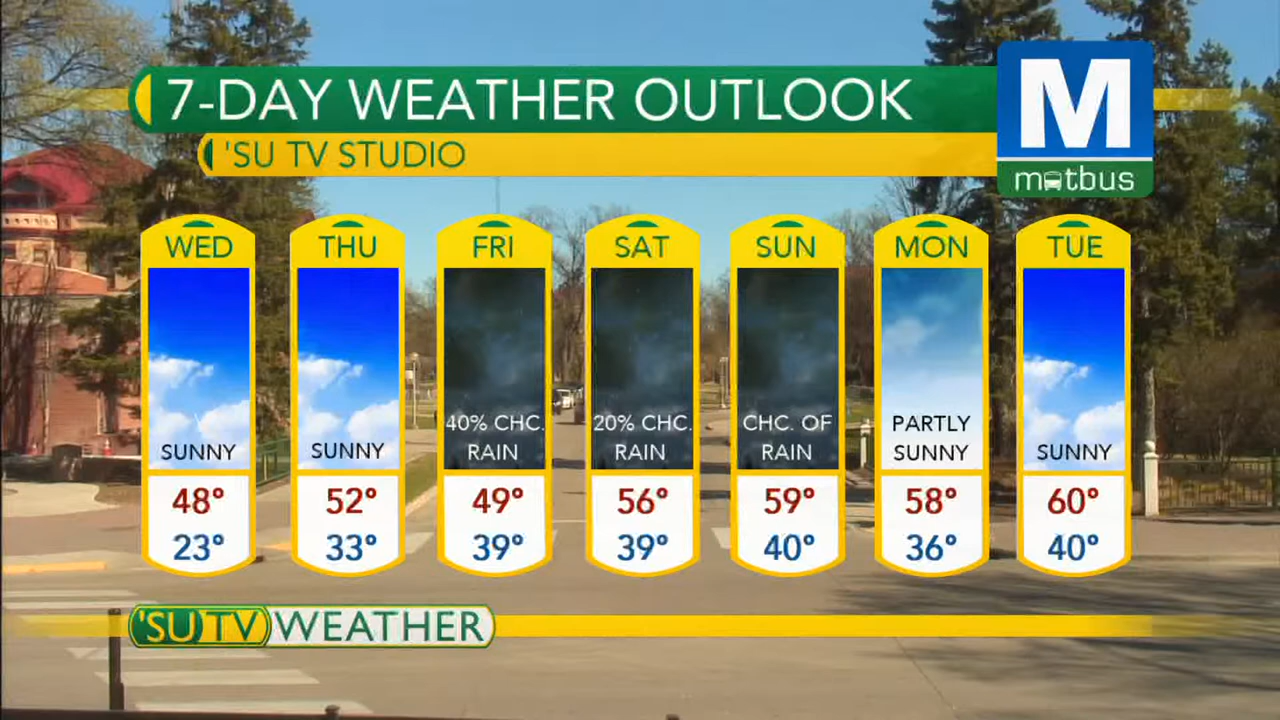 7-DAY WEATHER OUTLOOK
'SU TV STUDIO
M
matbus
WED
SUNNY
48°
23°
THU
SUNNY
52°
33°
FRI
40% CHC.
RAIN
49°
39°
SAT
20% CHC.
RAIN
56°
39°
SUN
CHC. OF
RAIN
59°
40°
MON
PARTLY
SUNNY
58°
36°
TUE
SUNNY
60°
40°
'SU TV WEATHER